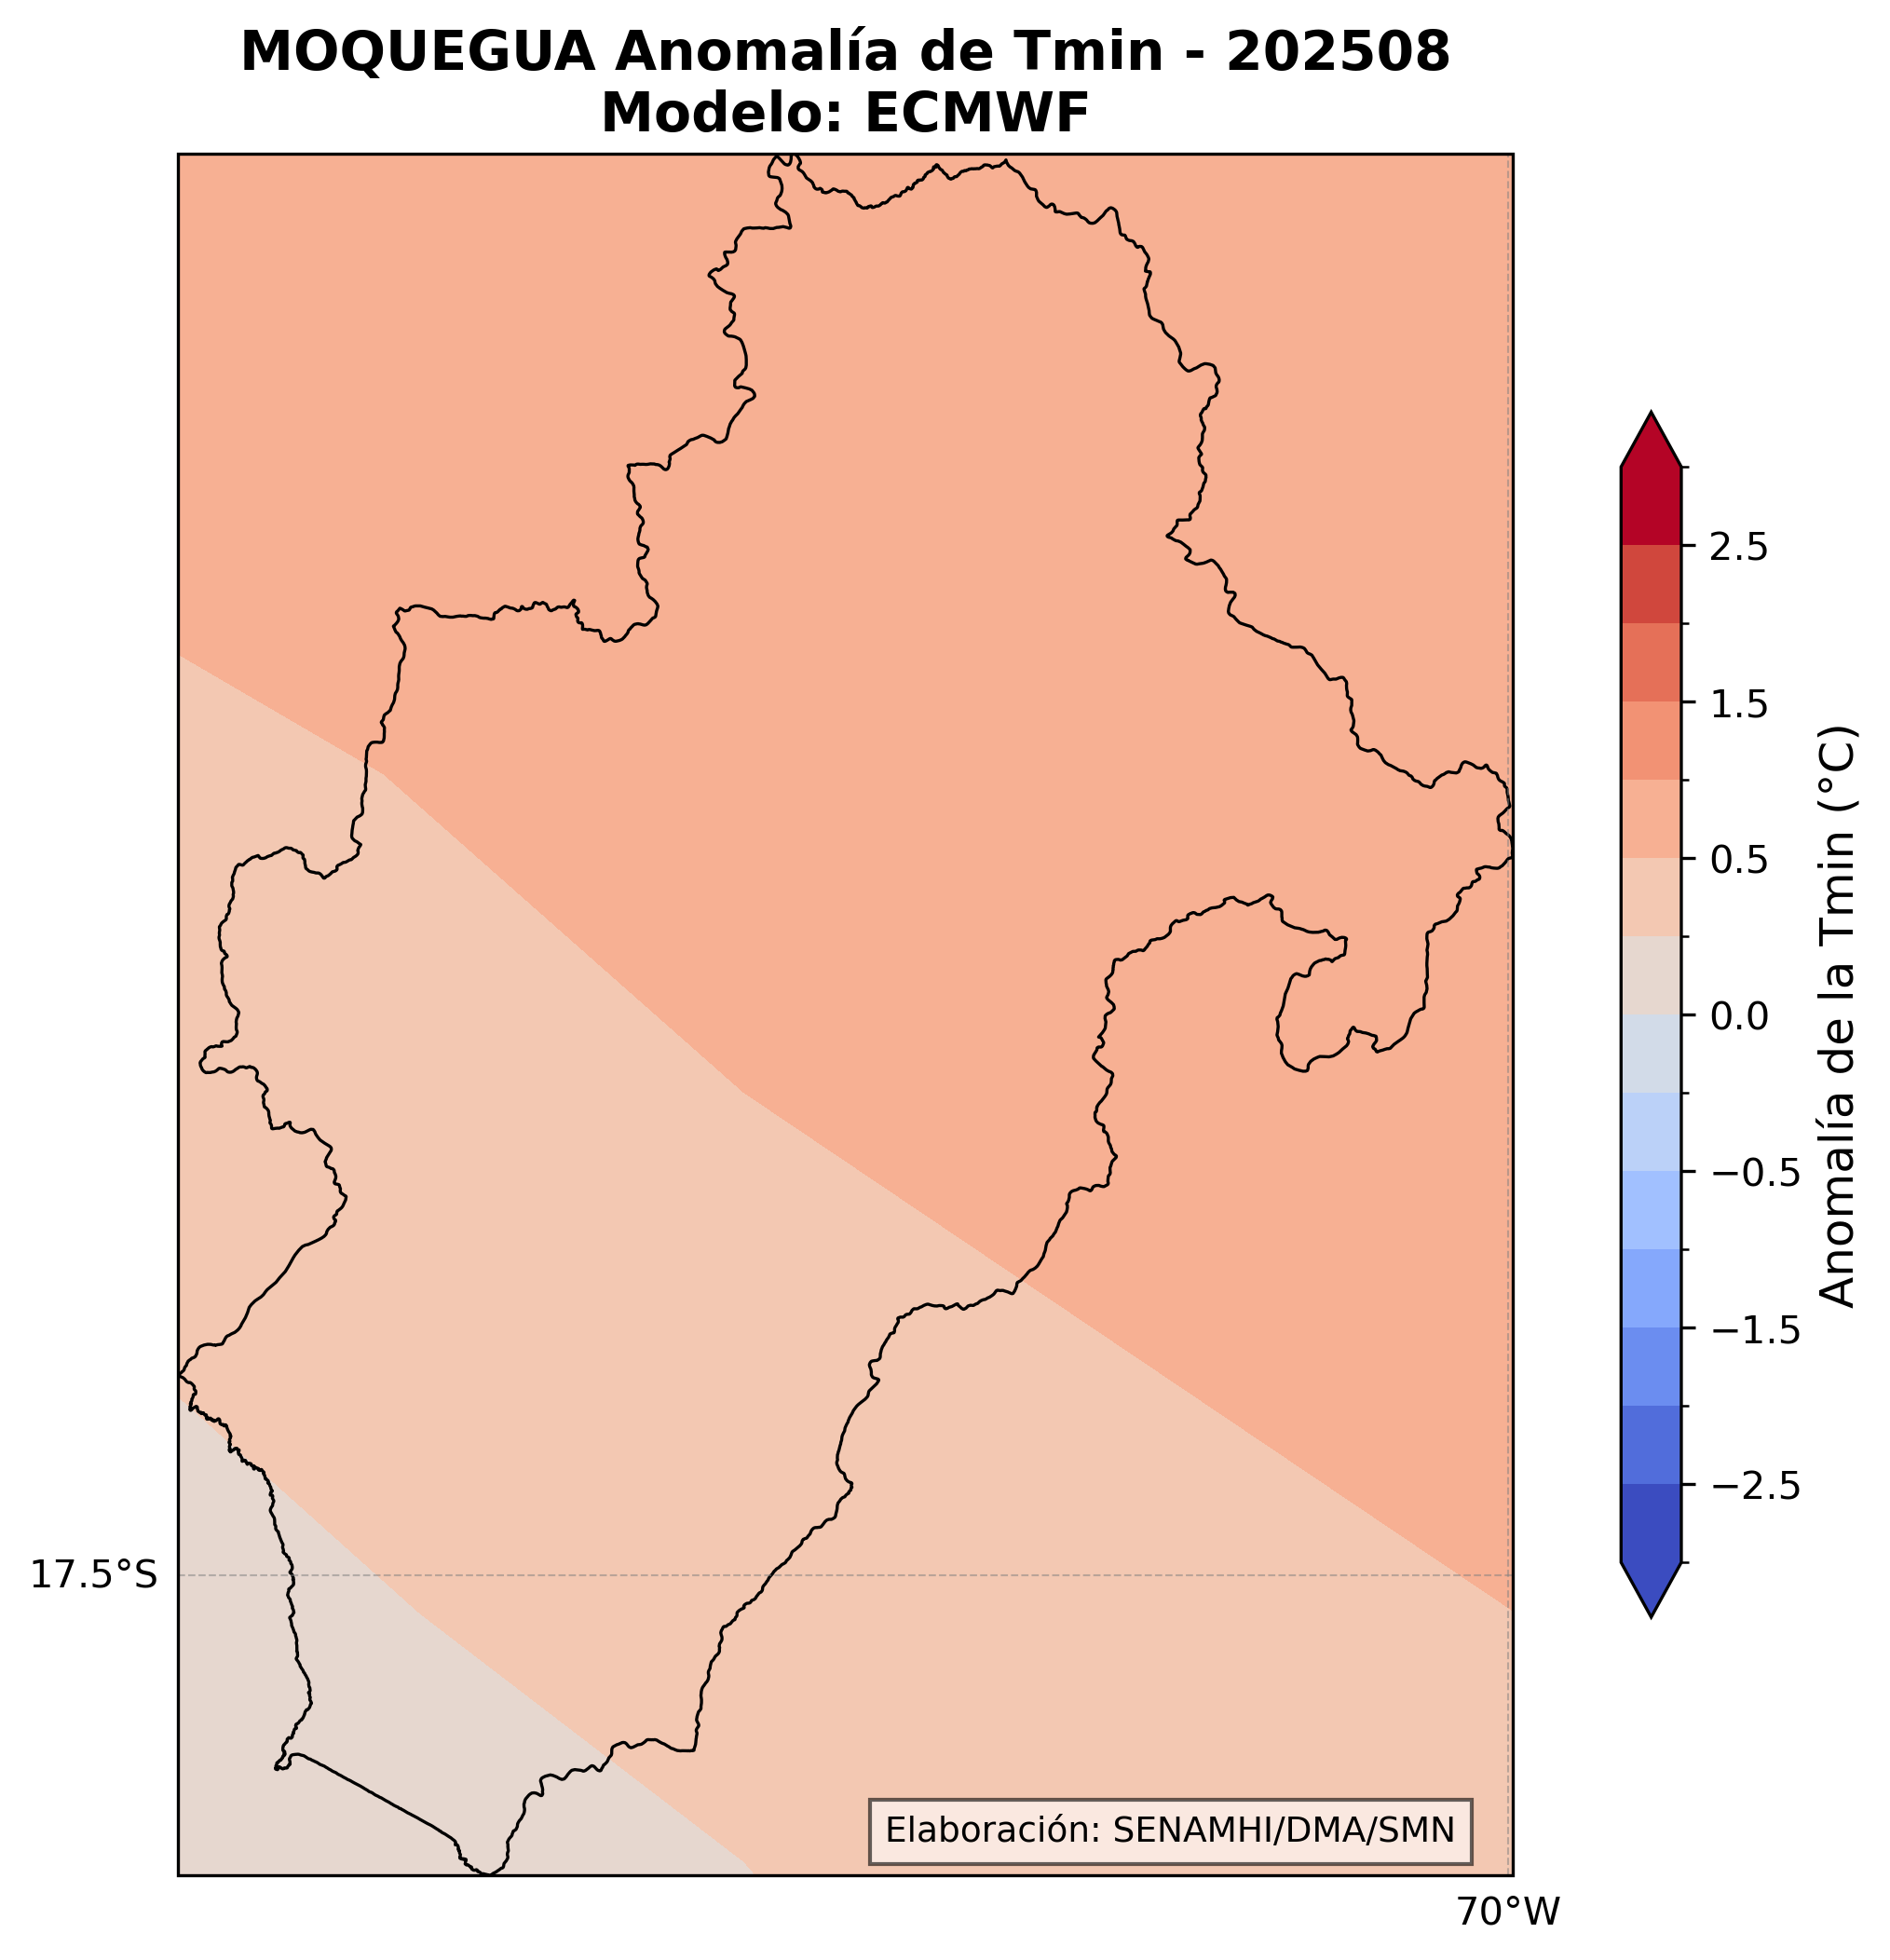 MOQUEGUA Anomalía de Tmin - 202508
Modelo: ECMWF
2.5
1.5
0.5
0.0
−0.5
−1.5
−2.5
Anomalía de la Tmin (°C)
17.5°S
Elaboración: SENAMHI/DMA/SMN
70°W